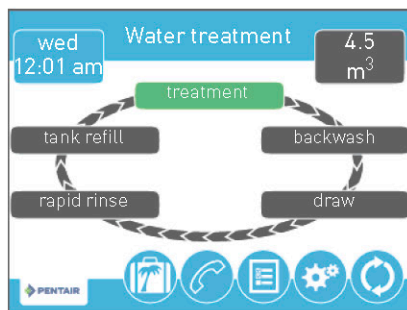 wed
12:01 am
Water treatment
4.5
m³
treatment
tank refill
backwash
rapid rinse
draw
PENTAIR